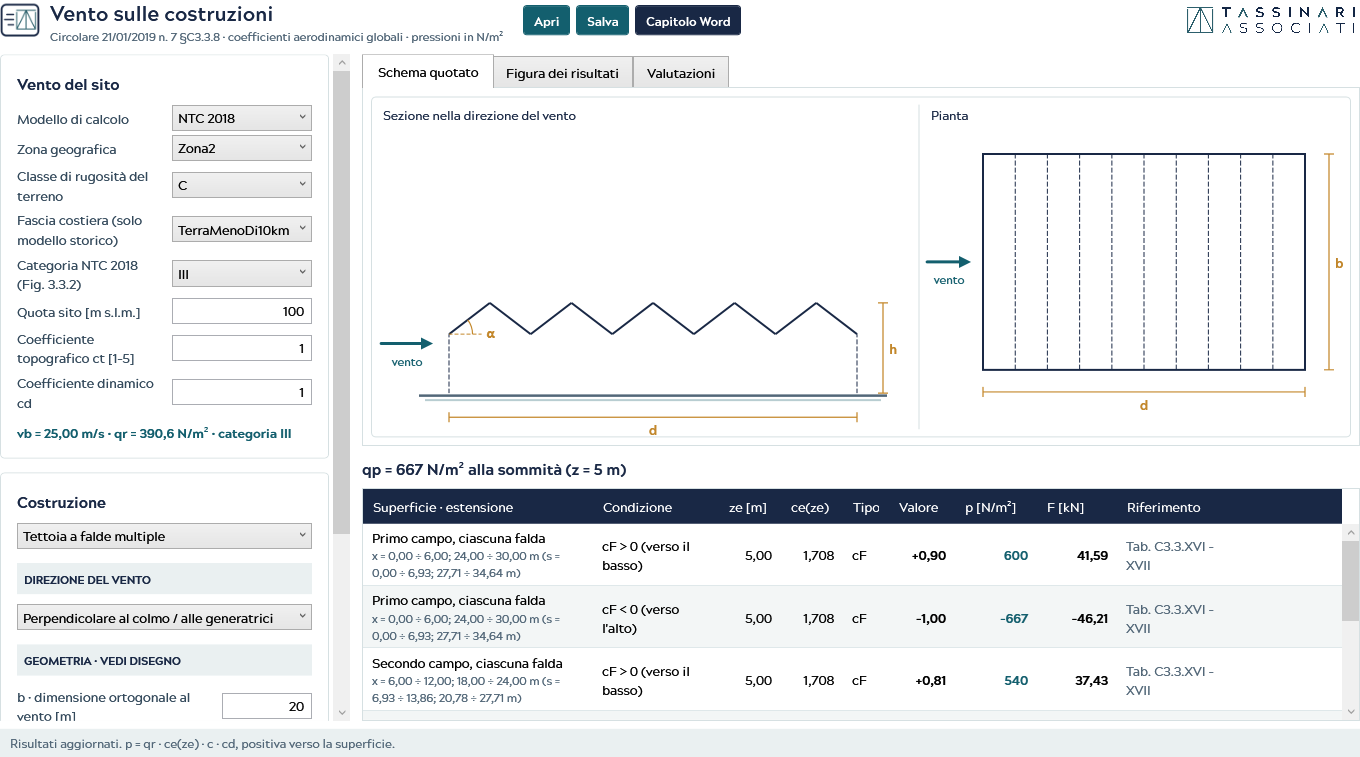 Vento sulle costruzioni
Circolare 21/01/2019 n. 7 §C3.3.8 · coefficienti aerodinamici globali · pressioni in N/m²
Apri
Salva
Capitolo Word
TASSINARI
ASSOCIATI
Vento del sito
Modello di calcolo
NTC 2018
Zona geografica
Zona2
Classe di rugosità del
terreno
C
Fascia costiera (solo
modello storico)
TerraMenoDi10km
Categoria NTC 2018
(Fig. 3.3.2)
III
Quota sito [m s.l.m.]
100
Coefficiente
topografico ct [1-5]
1
Coefficiente dinamico
cd
1
vb = 25,00 m/s · qr = 390,6 N/m² · categoria III
Costruzione
Tettoia a falde multiple
DIREZIONE DEL VENTO
Perpendicolare al colmo / alle generatrici
GEOMETRIA · VEDI DISEGNO
b · dimensione ortogonale al
vento [m]
20
Schema quotato
Figura dei risultati
Valutazioni
Sezione nella direzione del vento
α
vento
h
d
Pianta
vento
b
d
qp = 667 N/m² alla sommità (z = 5 m)
Superficie · estensione Condizione ze [m] ce(ze) Tipo Valore p [N/m²] F [kN] Riferimento
Primo campo, ciascuna falda
x = 0,00 ÷ 6,00; 24,00 ÷ 30,00 m (s =
0,00 ÷ 6,93; 27,71 ÷ 34,64 m)
cF > 0 (verso il
basso)
5,00 1,708 cF +0,90 600 41,59
Tab. C3.3.XVI -
XVII
Primo campo, ciascuna falda
x = 0,00 ÷ 6,00; 24,00 ÷ 30,00 m (s =
0,00 ÷ 6,93; 27,71 ÷ 34,64 m)
cF < 0 (verso
l'alto)
5,00 1,708 cF -1,00 -667 -46,21
Tab. C3.3.XVI -
XVII
Secondo campo, ciascuna falda
x = 6,00 ÷ 12,00; 18,00 ÷ 24,00 m (s =
6,93 ÷ 13,86; 20,78 ÷ 27,71 m)
cF > 0 (verso il
basso)
5,00 1,708 cF +0,81 540 37,43
Tab. C3.3.XVI -
XVII
Risultati aggiornati. p = qr · ce(ze) · c · cd, positiva verso la superficie.